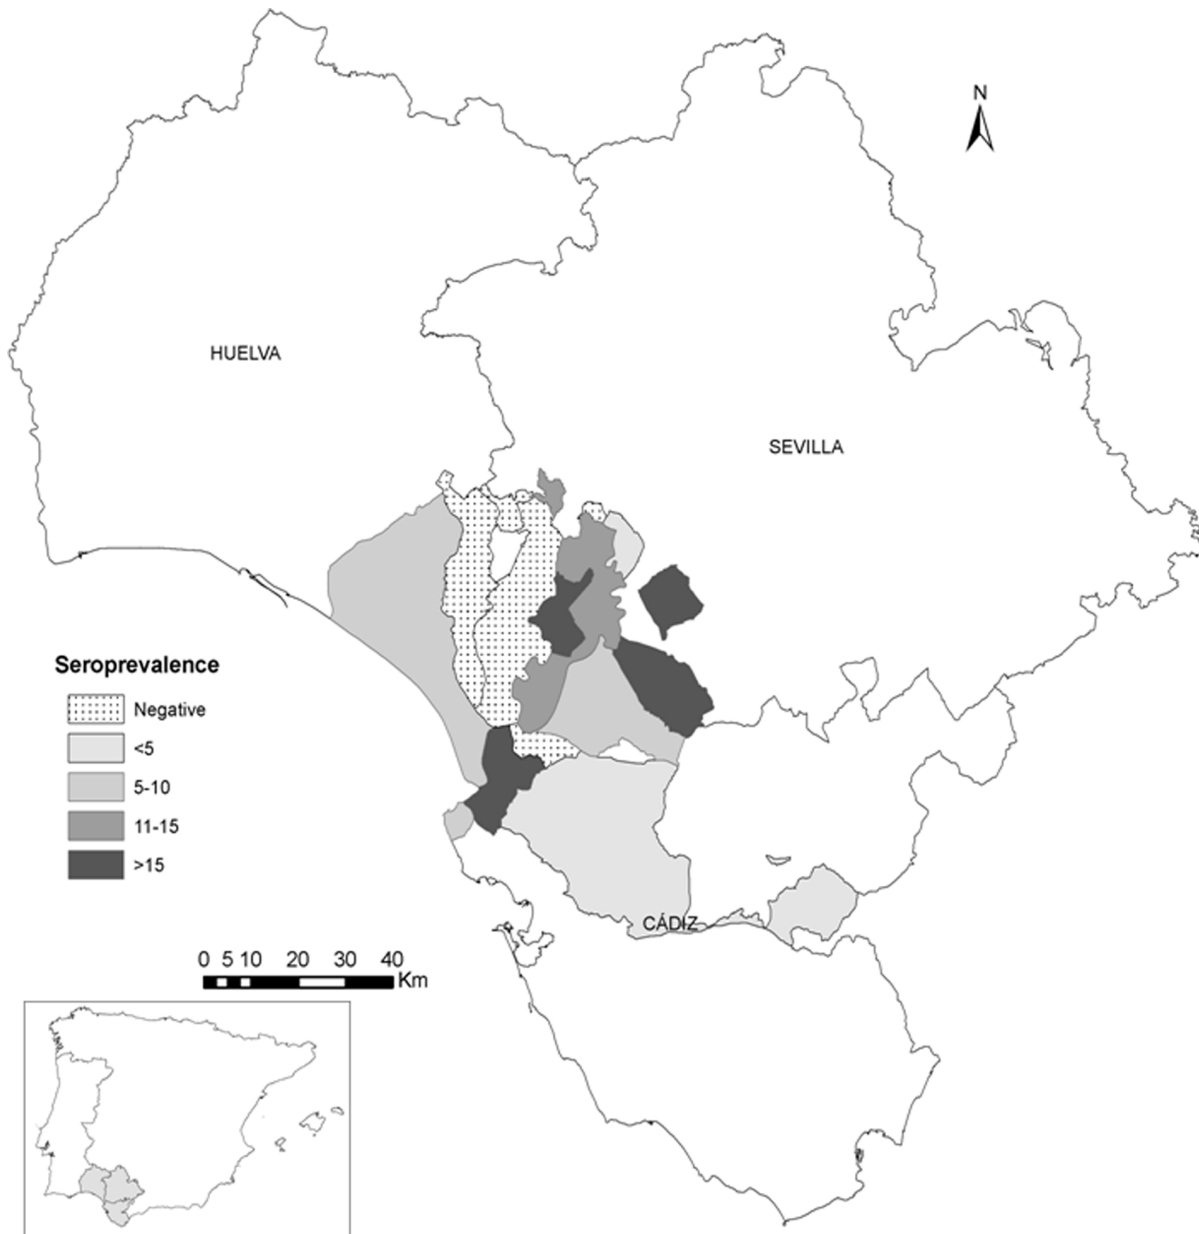 N
HUELVA
SEVILLA
Seroprevalence
Negative
<5
5-10
11-15
>15
CÁDIZ
0 5 10 20 30 40
Km